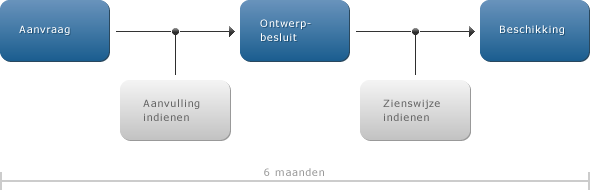 Aanvraag
Ontwerp-
besluit
Beschikking
Aanvulling
indienen
Zienswijze
indienen
6 maanden